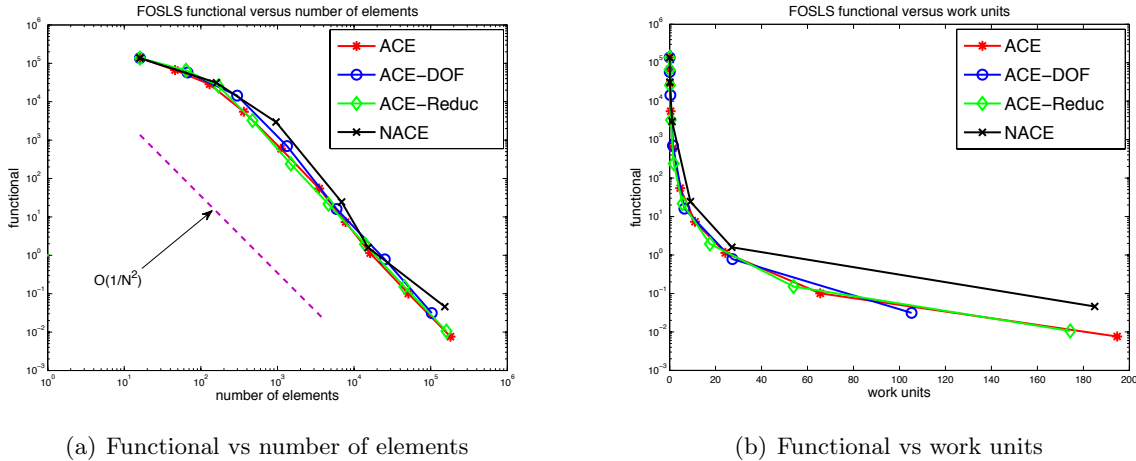 FOSLS functional versus number of elements
10^6
10^5
10^4
10^3
10^2
10^1
10^0
10^−1
10^−2
10^−3
functional
ACE
ACE−DOF
ACE−Reduc
NACE
O(1/N^2)
10^0
10^1
10^2
10^3
10^4
10^5
10^6
number of elements
(a) Functional vs number of elements
FOSLS functional versus work units
10^6
10^5
10^4
10^3
10^2
10^1
10^0
10^−1
10^−2
10^−3
functional
ACE
ACE−DOF
ACE−Reduc
NACE
0
20
40
60
80
100
120
140
160
180
200
work units
(b) Functional vs work units